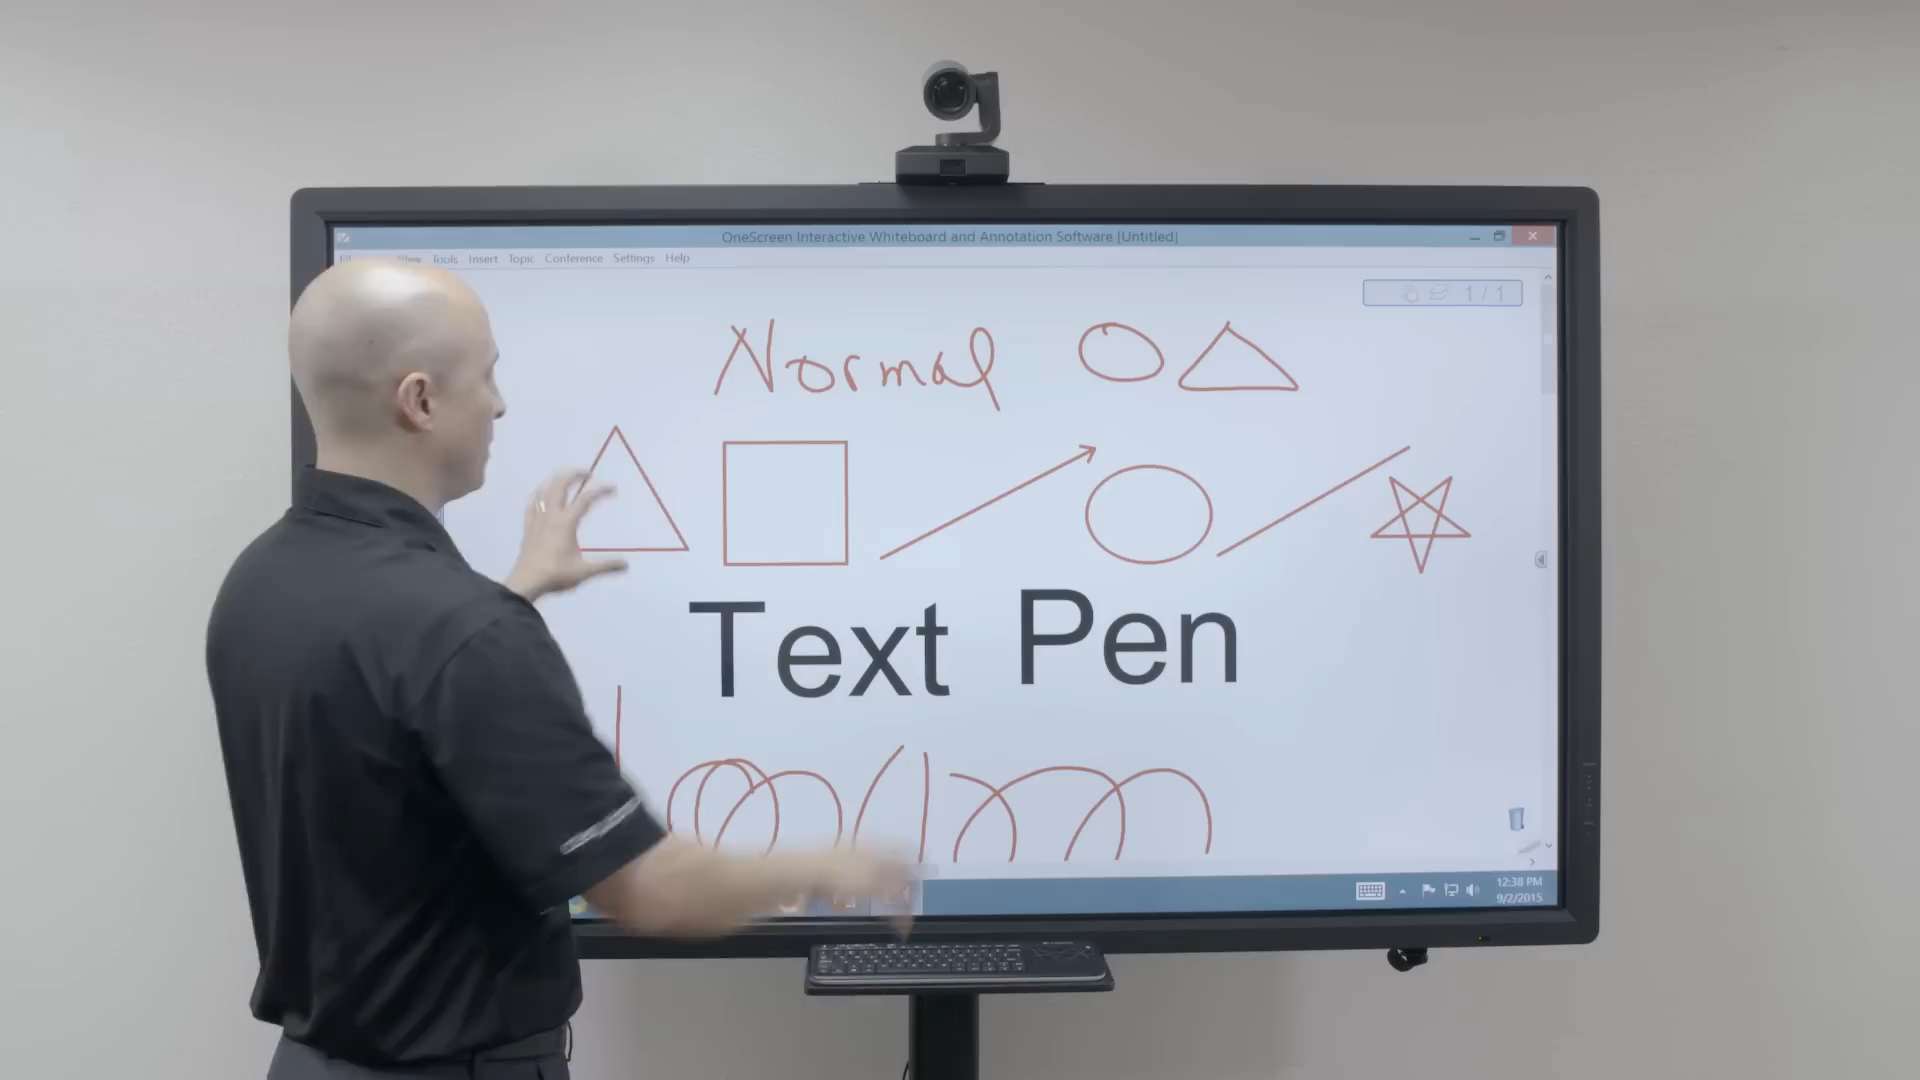 OneScreen Interactive Whiteboard and Annotation Software [Untitled]
View Tools Insert Topic Conference Settings Help
1 / 1
Normal
Text Pen
12:38 PM
9/2/2015